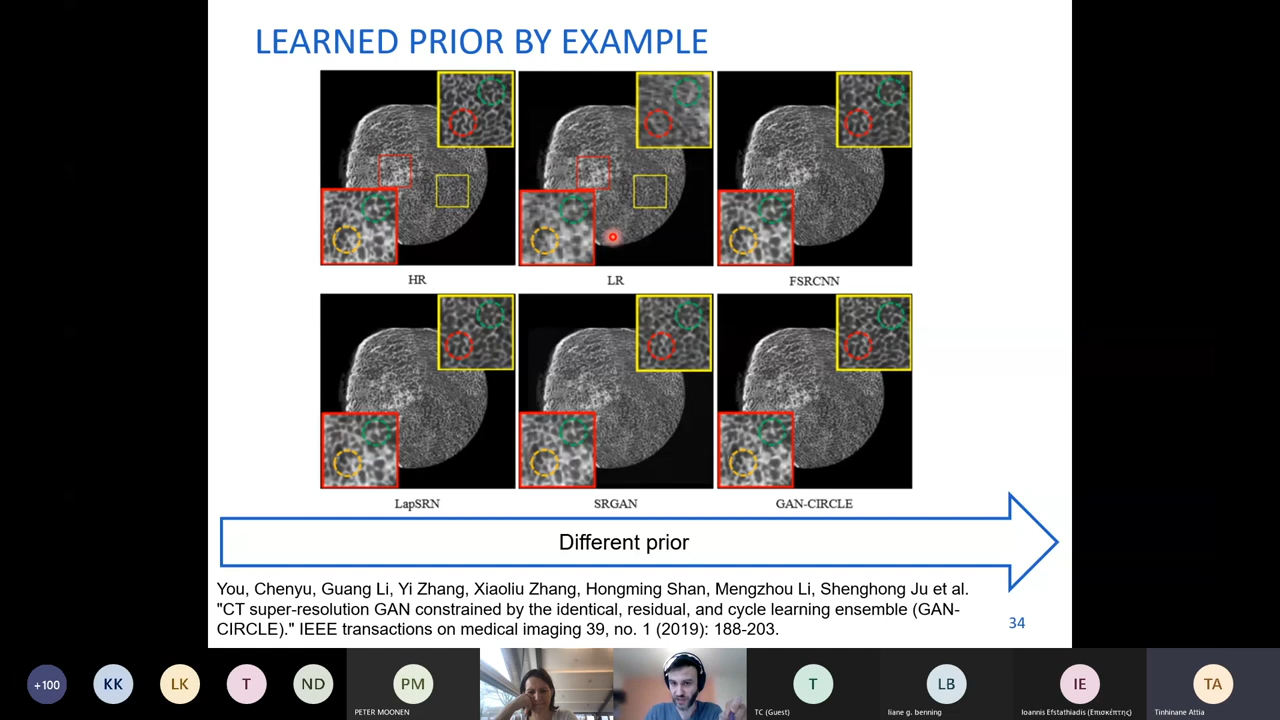 LEARNED PRIOR BY EXAMPLE
HR
LR
FSRCNN
LapSRN
SRGAN
GAN-CIRCLE
Different prior
You, Chenyu, Guang Li, Yi Zhang, Xiaoliu Zhang, Hongming Shan, Mengzhou Li, Shenghong Ju et al.
"CT super-resolution GAN constrained by the identical, residual, and cycle learning ensemble (GAN-
CIRCLE)." IEEE transactions on medical imaging 39, no. 1 (2019): 188-203.
34
+100
KK
LK
T
ND
PM
PETER MOONEN
T
TC (Guest)
LB
liane g. benning
IE
Ioannis Efstathiadis (Επισκέπτης)
TA
Tinhinane Attia